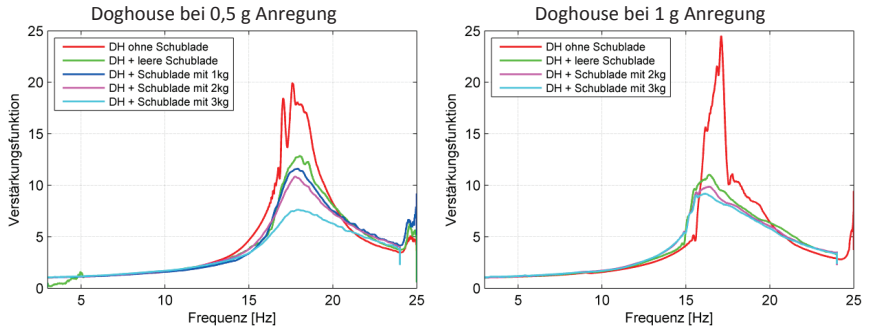 Doghouse bei 0,5 g Anregung
DH ohne Schublade
DH + leere Schublade
DH + Schublade mit 1kg
DH + Schublade mit 2kg
DH + Schublade mit 3kg
Verstärkungsfunktion
25
20
15
10
5
0
5
10
15
20
25
Frequenz [Hz]
Doghouse bei 1 g Anregung
DH ohne Schublade
DH + leere Schublade
DH + Schublade mit 2kg
DH + Schublade mit 3kg
Verstärkungsfunktion
25
20
15
10
5
0
5
10
15
20
25
Frequenz [Hz]